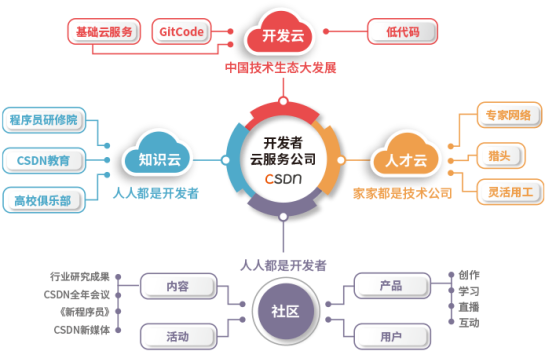 基础云服务
GitCode
开发云
低代码
中国技术生态大发展
程序员研修院
CSDN教育
高校俱乐部
知识云
人人都是开发者
开发者
云服务公司
CSDN
人才云
家家都是技术公司
专家网络
猎头
灵活用工
人人都是开发者
行业研究成果
CSDN全年会议
《新程序员》
CSDN新媒体
内容
活动
社区
产品
用户
创作
学习
直播
互动